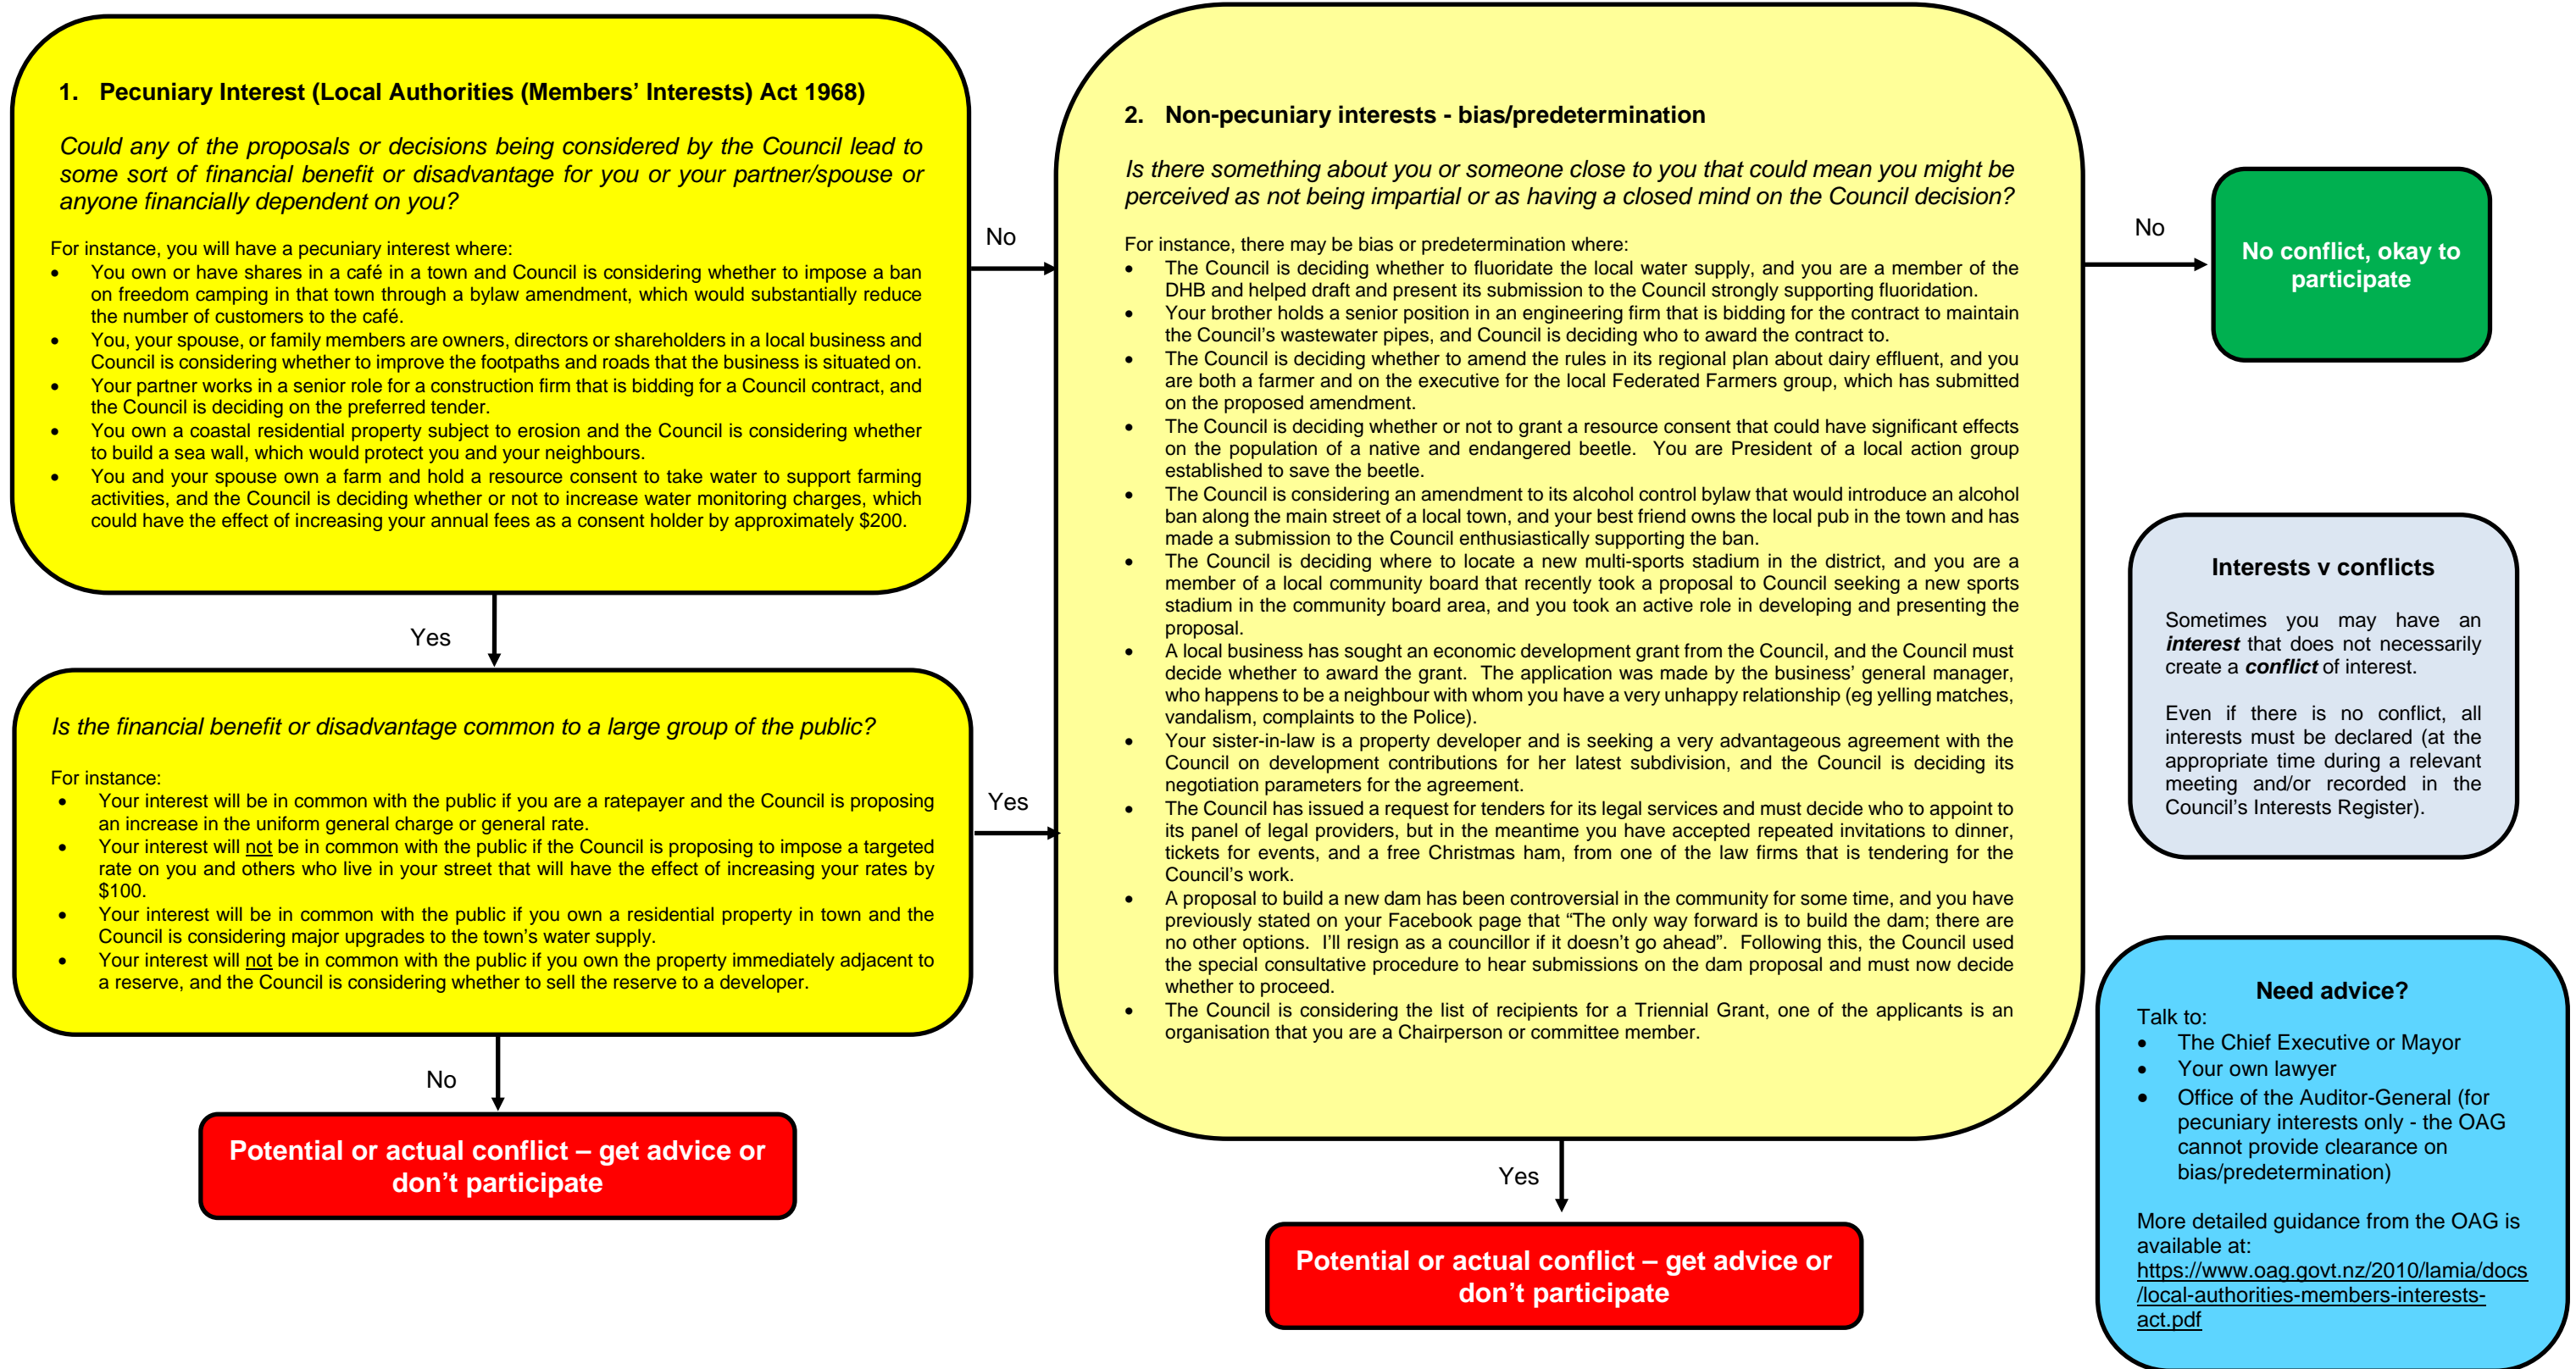 1. Pecuniary Interest (Local Authorities (Members’ Interests) Act 1968)
Could any of the proposals or decisions being considered by the Council lead to
some sort of financial benefit or disadvantage for you or your partner/spouse or
anyone financially dependent on you?
For instance, you will have a pecuniary interest where:
• You own or have shares in a café in a town and Council is considering whether to impose a ban
on freedom camping in that town through a bylaw amendment, which would substantially reduce
the number of customers to the café.
• You, your spouse, or family members are owners, directors or shareholders in a local business and
Council is considering whether to improve the footpaths and roads that the business is situated on.
• Your partner works in a senior role for a construction firm that is bidding for a Council contract, and
the Council is deciding on the preferred tender.
• You own a coastal residential property subject to erosion and the Council is considering whether
to build a sea wall, which would protect you and your neighbours.
• You and your spouse own a farm and hold a resource consent to take water to support farming
activities, and the Council is deciding whether or not to increase water monitoring charges, which
could have the effect of increasing your annual fees as a consent holder by approximately $200.
No
Yes
Is the financial benefit or disadvantage common to a large group of the public?
For instance:
• Your interest will be in common with the public if you are a ratepayer and the Council is proposing
an increase in the uniform general charge or general rate.
• Your interest will not be in common with the public if the Council is proposing to impose a targeted
rate on you and others who live in your street that will have the effect of increasing your rates by
$100.
• Your interest will be in common with the public if you own a residential property in town and the
Council is considering major upgrades to the town’s water supply.
• Your interest will not be in common with the public if you own the property immediately adjacent to
a reserve, and the Council is considering whether to sell the reserve to a developer.
Yes
No
Potential or actual conflict – get advice or
don’t participate
2. Non-pecuniary interests - bias/predetermination
Is there something about you or someone close to you that could mean you might be
perceived as not being impartial or as having a closed mind on the Council decision?
For instance, there may be bias or predetermination where:
• The Council is deciding whether to fluoridate the local water supply, and you are a member of the
DHB and helped draft and present its submission to the Council strongly supporting fluoridation.
• Your brother holds a senior position in an engineering firm that is bidding for the contract to maintain
the Council’s wastewater pipes, and Council is deciding who to award the contract to.
• The Council is deciding whether to amend the rules in its regional plan about dairy effluent, and you
are both a farmer and on the executive for the local Federated Farmers group, which has submitted
on the proposed amendment.
• The Council is deciding whether or not to grant a resource consent that could have significant effects
on the population of a native and endangered beetle. You are President of a local action group
established to save the beetle.
• The Council is considering an amendment to its alcohol control bylaw that would introduce an alcohol
ban along the main street of a local town, and your best friend owns the local pub in the town and has
made a submission to the Council enthusiastically supporting the ban.
• The Council is deciding where to locate a new multi-sports stadium in the district, and you are a
member of a local community board that recently took a proposal to Council seeking a new sports
stadium in the community board area, and you took an active role in developing and presenting the
proposal.
• A local business has sought an economic development grant from the Council, and the Council must
decide whether to award the grant. The application was made by the business’ general manager,
who happens to be a neighbour with whom you have a very unhappy relationship (eg yelling matches,
vandalism, complaints to the Police).
• Your sister-in-law is a property developer and is seeking a very advantageous agreement with the
Council on development contributions for her latest subdivision, and the Council is deciding its
negotiation parameters for the agreement.
• The Council has issued a request for tenders for its legal services and must decide who to appoint to
its panel of legal providers, but in the meantime you have accepted repeated invitations to dinner,
tickets for events, and a free Christmas ham, from one of the law firms that is tendering for the
Council’s work.
• A proposal to build a new dam has been controversial in the community for some time, and you have
previously stated on your Facebook page that “The only way forward is to build the dam; there are
no other options. I’ll resign as a councillor if it doesn’t go ahead”. Following this, the Council used
the special consultative procedure to hear submissions on the dam proposal and must now decide
whether to proceed.
• The Council is considering the list of recipients for a Triennial Grant, one of the applicants is an
organisation that you are a Chairperson or committee member.
Yes
Potential or actual conflict – get advice or
don’t participate
No
No conflict, okay to
participate
Interests v conflicts
Sometimes you may have an
interest that does not necessarily
create a conflict of interest.
Even if there is no conflict, all
interests must be declared (at the
appropriate time during a relevant
meeting and/or recorded in the
Council’s Interests Register).
Need advice?
Talk to:
• The Chief Executive or Mayor
• Your own lawyer
• Office of the Auditor-General (for
pecuniary interests only - the OAG
cannot provide clearance on
bias/predetermination)
More detailed guidance from the OAG is
available at:
https://www.oag.govt.nz/2010/lamia/docs
/local-authorities-members-interests-
act.pdf